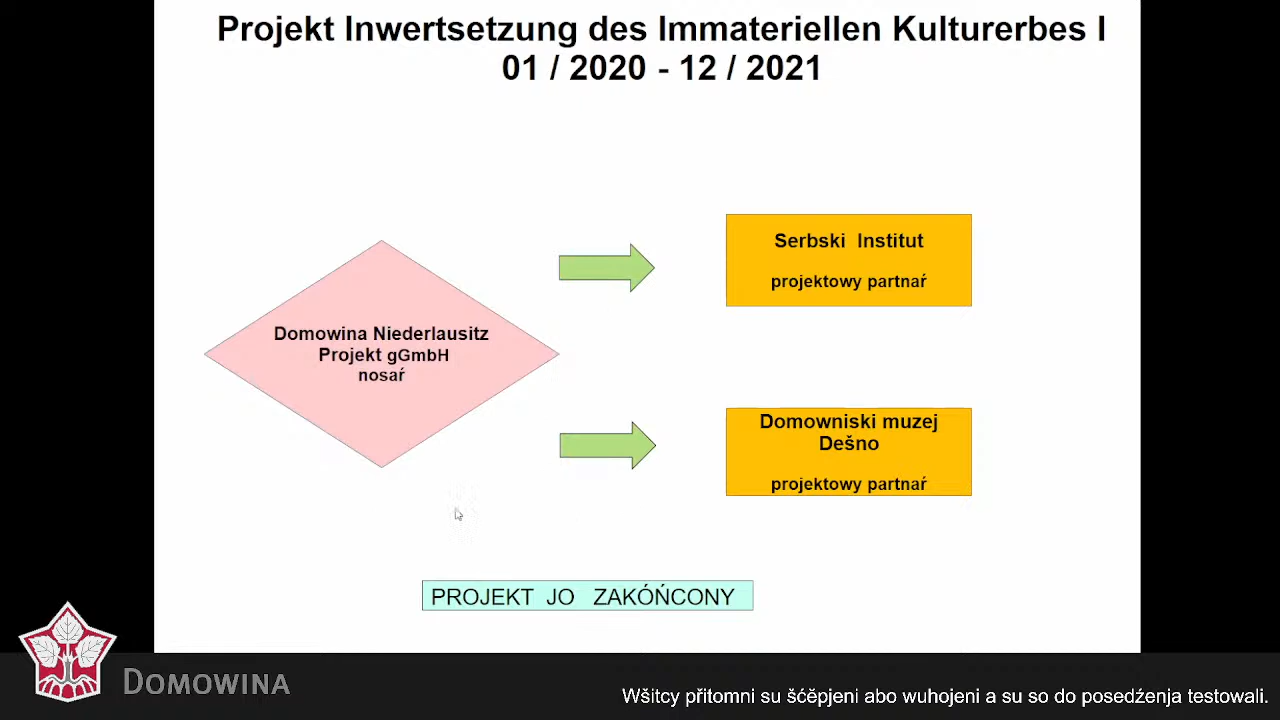 Projekt Inwertsetzung des Immateriellen Kulturerbes I
01 / 2020 - 12 / 2021
Domowina Niederlausitz
Projekt gGmbH
nosaŕ
Serbski Institut
projektowy partnaŕ
Domowniski muzej
Dešno
projektowy partnaŕ
PROJEKT JO ZAKÓŃCONY
DOMOWINA
Wšitcy přitomni su šćěpjeni abo wuhojeni a su so do posedźenja testowali.